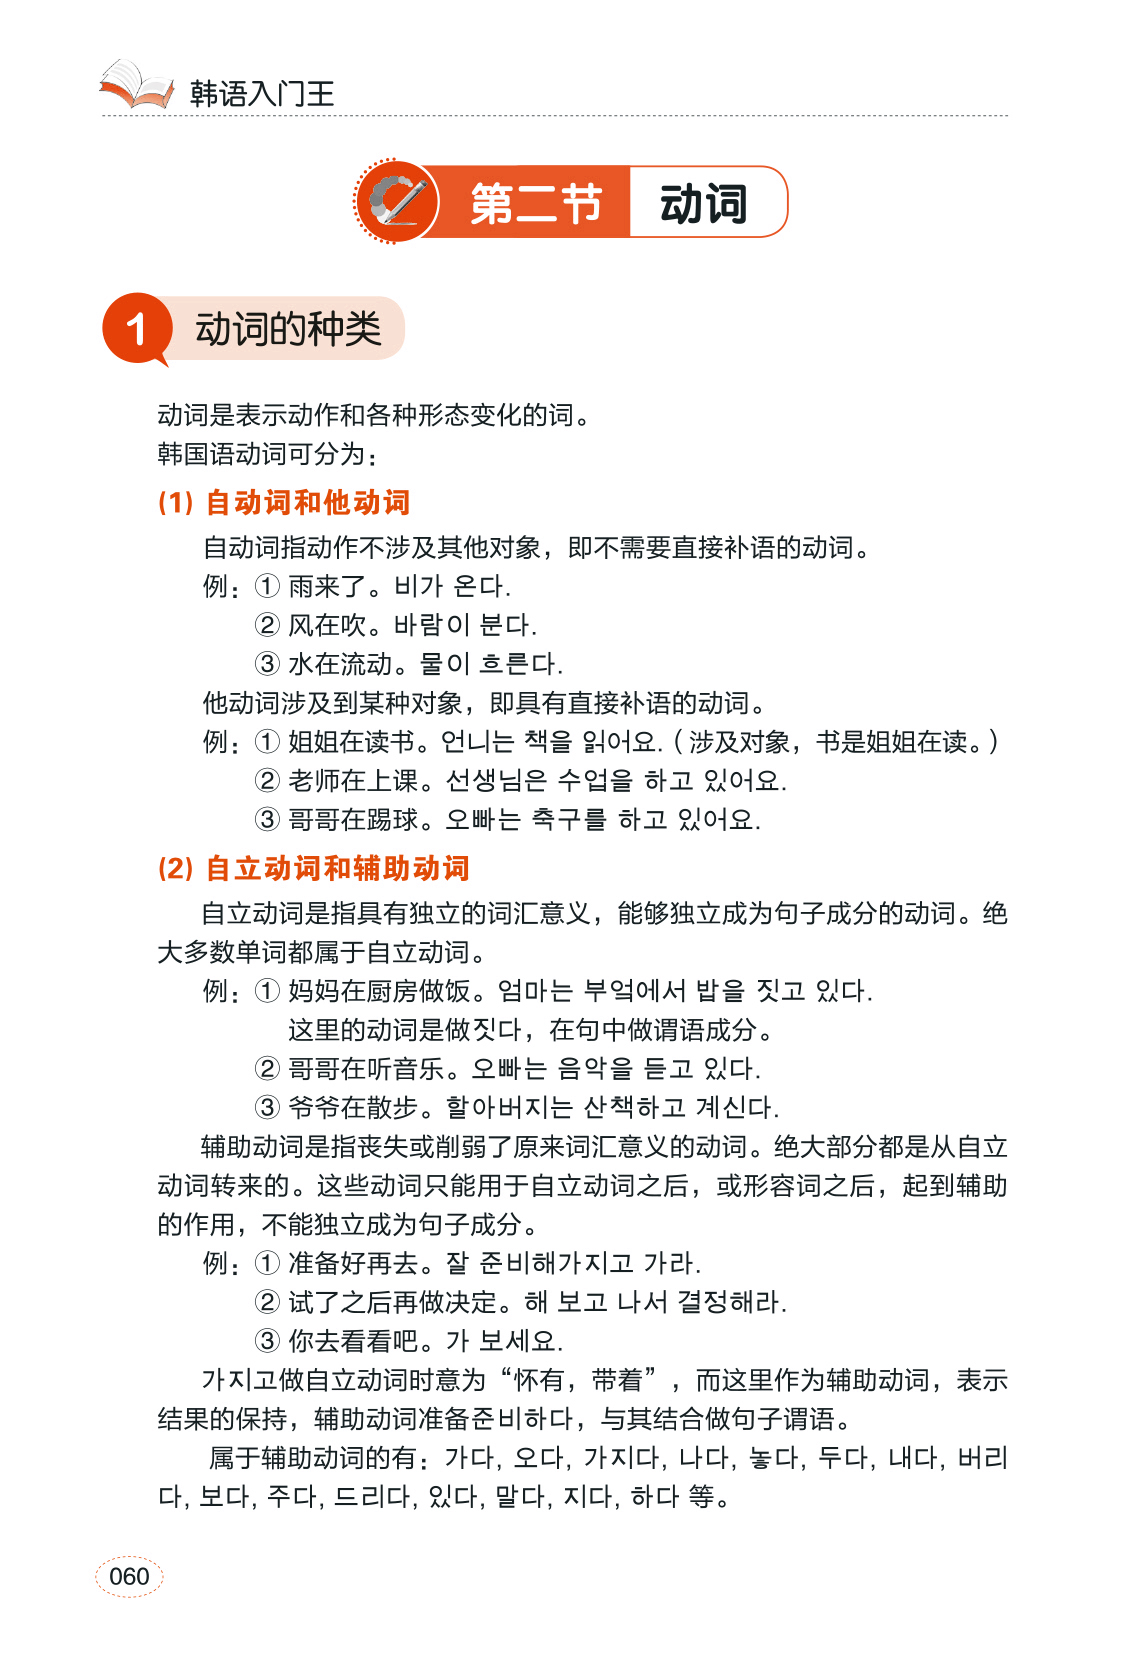 韩语入门王
第二节 动词
1 动词的种类
动词是表示动作和各种形态变化的词。
韩国语动词可分为：
(1) 自动词和他动词
自动词指动作不涉及其他对象，即不需要直接补语的动词。
例：① 雨来了。비가 온다.
② 风在吹。바람이 분다.
③ 水在流动。물이 흐른다.
他动词涉及到某种对象，即具有直接补语的动词。
例：① 姐姐在读书。언니는 책을 읽어요.（涉及对象，书是姐姐在读。）
② 老师在上课。선생님은 수업을 하고 있어요.
③ 哥哥在踢球。오빠는 축구를 하고 있어요.
(2) 自立动词和辅助动词
自立动词是指具有独立的词汇意义，能够独立成为句子成分的动词。绝
大多数单词都属于自立动词。
例：① 妈妈在厨房做饭。엄마는 부엌에서 밥을 짓고 있다.
这里的动词是做짓다，在句中做谓语成分。
② 哥哥在听音乐。오빠는 음악을 듣고 있다.
③ 爷爷在散步。할아버지는 산책하고 계신다.
辅助动词是指丧失或削弱了原来词汇意义的动词。绝大部分都是从自立
动词转来的。这些动词只能用于自立动词之后，或形容词之后，起到辅助
的作用，不能独立成为句子成分。
例：① 准备好再去。잘 준비해가지고 가라.
② 试了之后再做决定。해 보고 나서 결정해라.
③ 你去看看吧。가 보세요.
가지고做自立动词时意为“怀有，带着”，而这里作为辅助动词，表示
结果的保持，辅助动词准备준비하다，与其结合做句子谓语。
属于辅助动词的有：가다, 오다, 가지다, 나다, 놓다, 두다, 내다, 버리
다, 보다, 주다, 드리다, 있다, 말다, 지다, 하다 等。
060